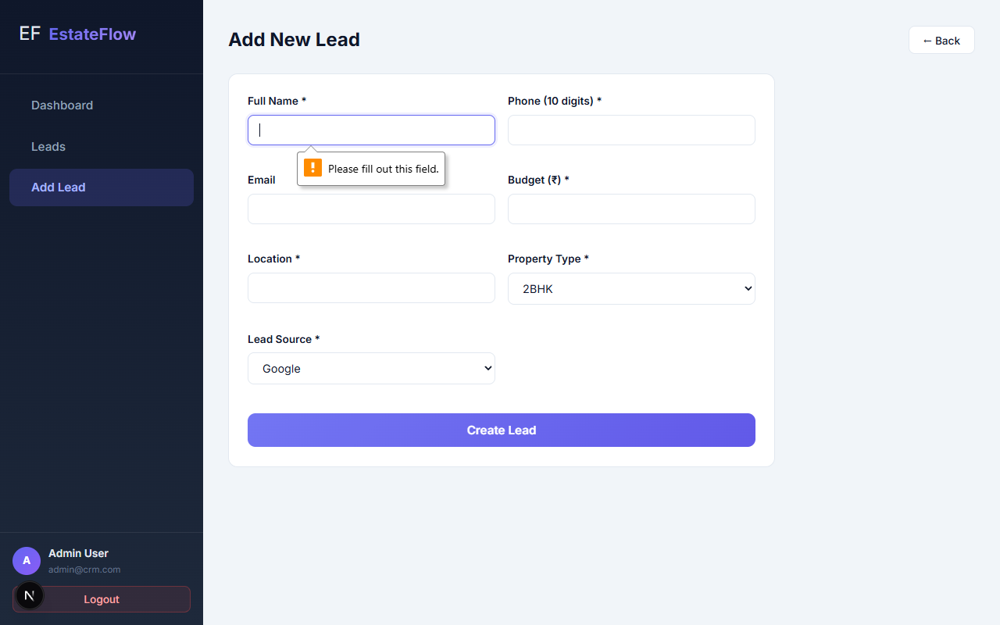 EF EstateFlow
Dashboard
Leads
Add Lead
Admin User
admin@crm.com
A
N
Logout
Add New Lead
← Back
Full Name *
Phone (10 digits) *
! Please fill out this field.
Email
Budget (₹) *
Location *
Property Type *
2BHK
Lead Source *
Google
Create Lead